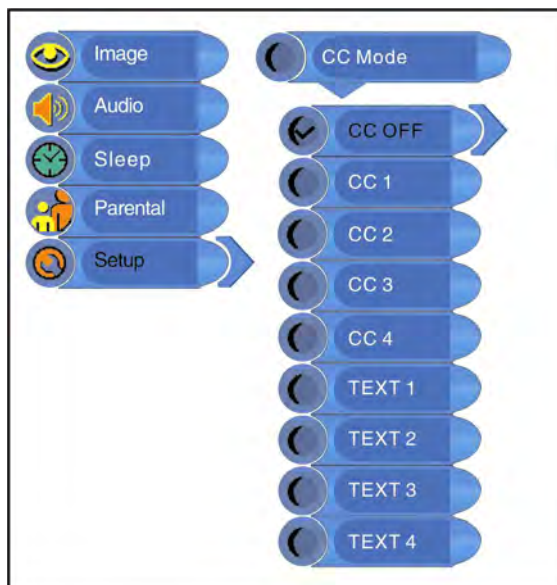 Image
Audio
Sleep
Parental
Setup
CC Mode
CC OFF
CC 1
CC 2
CC 3
CC 4
TEXT 1
TEXT 2
TEXT 3
TEXT 4